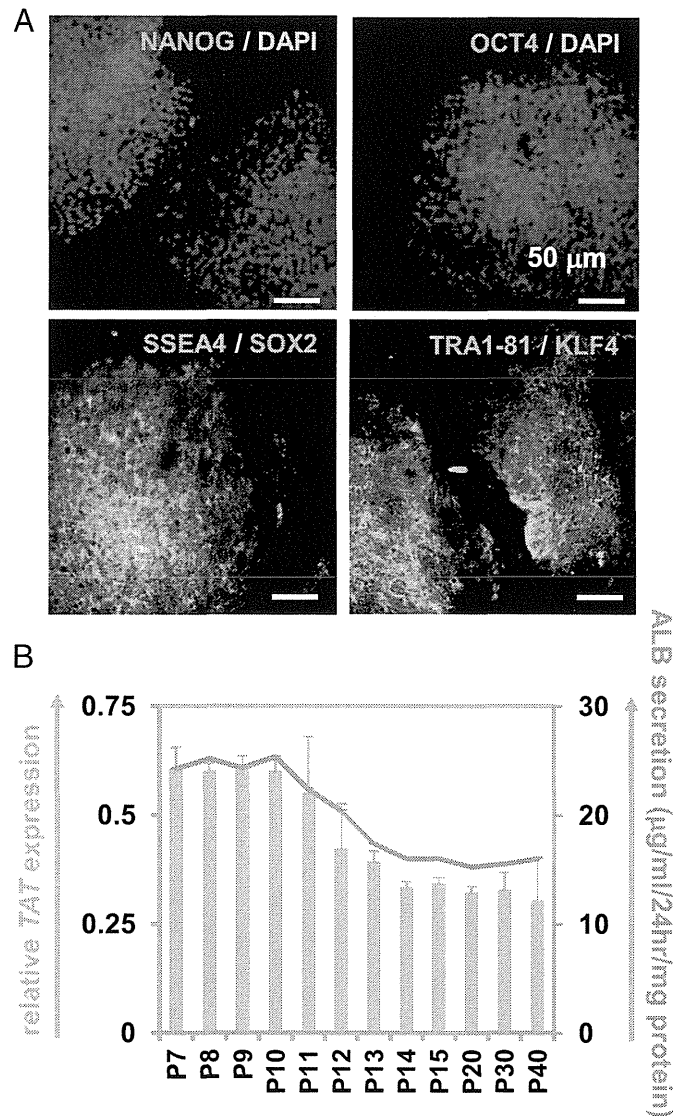 A
NANOG / DAPI
OCT4 / DAPI
50 μm
SSEA4 / SOX2
TRA1-81 / KLF4
B
relative TAT expression
0.75
0.5
0.25
0
30
20
10
0
ALB secretion (μg/ml/24hr/mg protein)
P7
P8
P9
P10
P11
P12
P13
P14
P15
P20
P30
P40